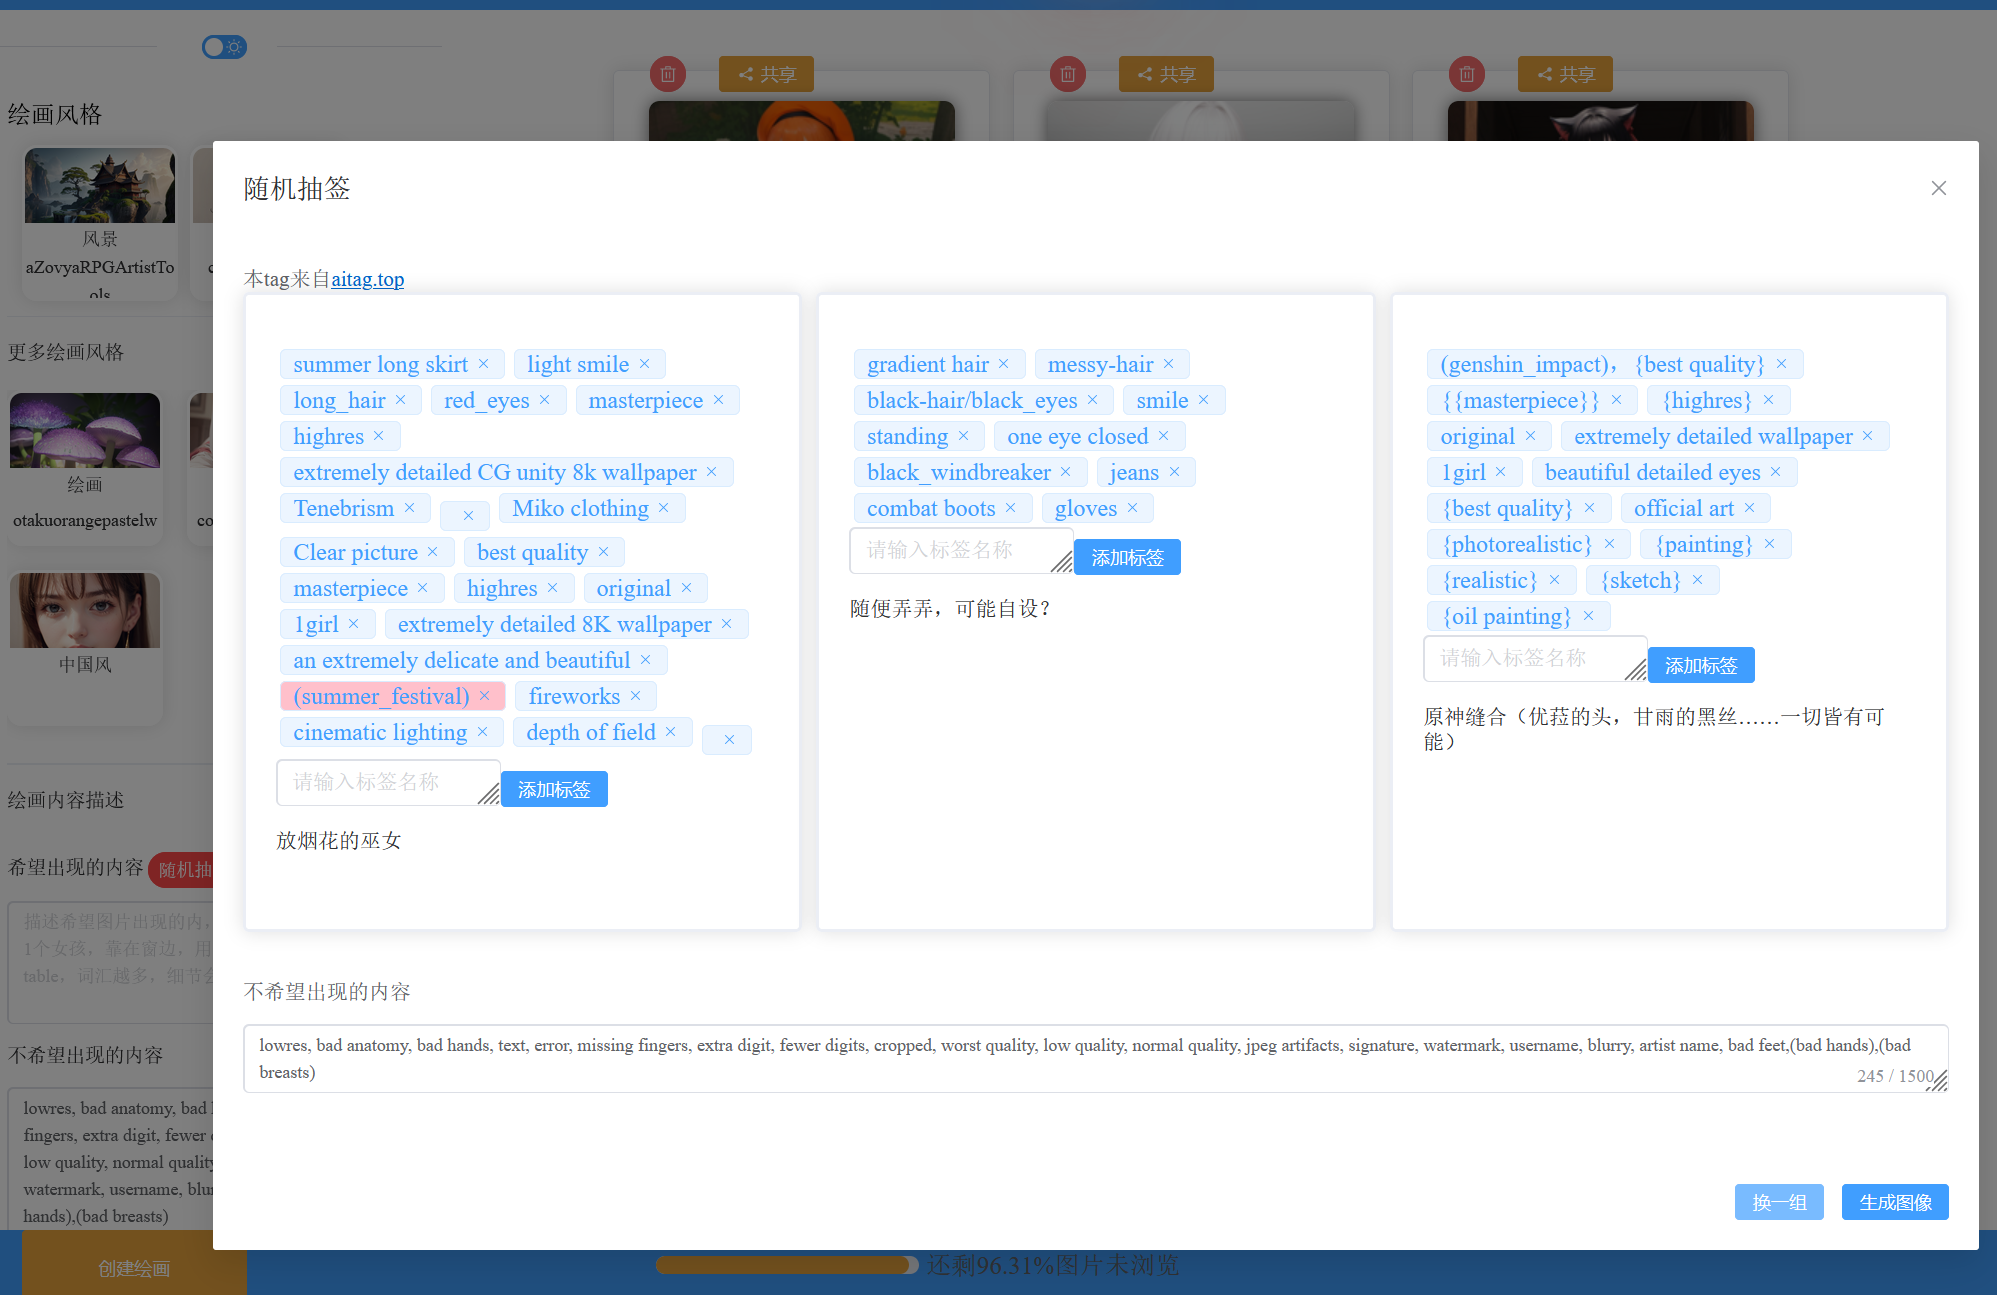 共享
共享
共享
绘画风格
风景
aZovyaRPGArtistTo
ols
更多绘画风格
绘画
otakuorangepastelw
co
中国风
绘画内容描述
希望出现的内容 随机抽
描述希望图片出现的内,
1个女孩，靠在窗边，用
table，词汇越多，细节会
不希望出现的内容
lowres, bad anatomy, bad
fingers, extra digit, fewer
low quality, normal quality
watermark, username, blur
hands),(bad breasts)
创建绘画
还剩96.31%图片未浏览
随机抽签
本tag来自aitag.top
summer long skirt light smile
long_hair red_eyes masterpiece
highres
extremely detailed CG unity 8k wallpaper
Tenebrism Miko clothing
Clear picture best quality
masterpiece highres original
1girl extremely detailed 8K wallpaper
an extremely delicate and beautiful
(summer_festival) fireworks
cinematic lighting depth of field
请输入标签名称 添加标签
放烟花的巫女
gradient hair messy-hair
black-hair/black_eyes smile
standing one eye closed
black_windbreaker jeans
combat boots gloves
请输入标签名称 添加标签
随便弄弄，可能自设？
(genshin_impact)， {best quality}
{{masterpiece}} {highres}
original extremely detailed wallpaper
1girl beautiful detailed eyes
{best quality} official art
{photorealistic} {painting}
{realistic} {sketch}
{oil painting}
请输入标签名称 添加标签
原神缝合（优菈的头，甘雨的黑丝……一切皆有可
能）
不希望出现的内容
lowres, bad anatomy, bad hands, text, error, missing fingers, extra digit, fewer digits, cropped, worst quality, low quality, normal quality, jpeg artifacts, signature, watermark, username, blurry, artist name, bad feet,(bad hands),(bad
breasts)
245 / 1500
换一组 生成图像